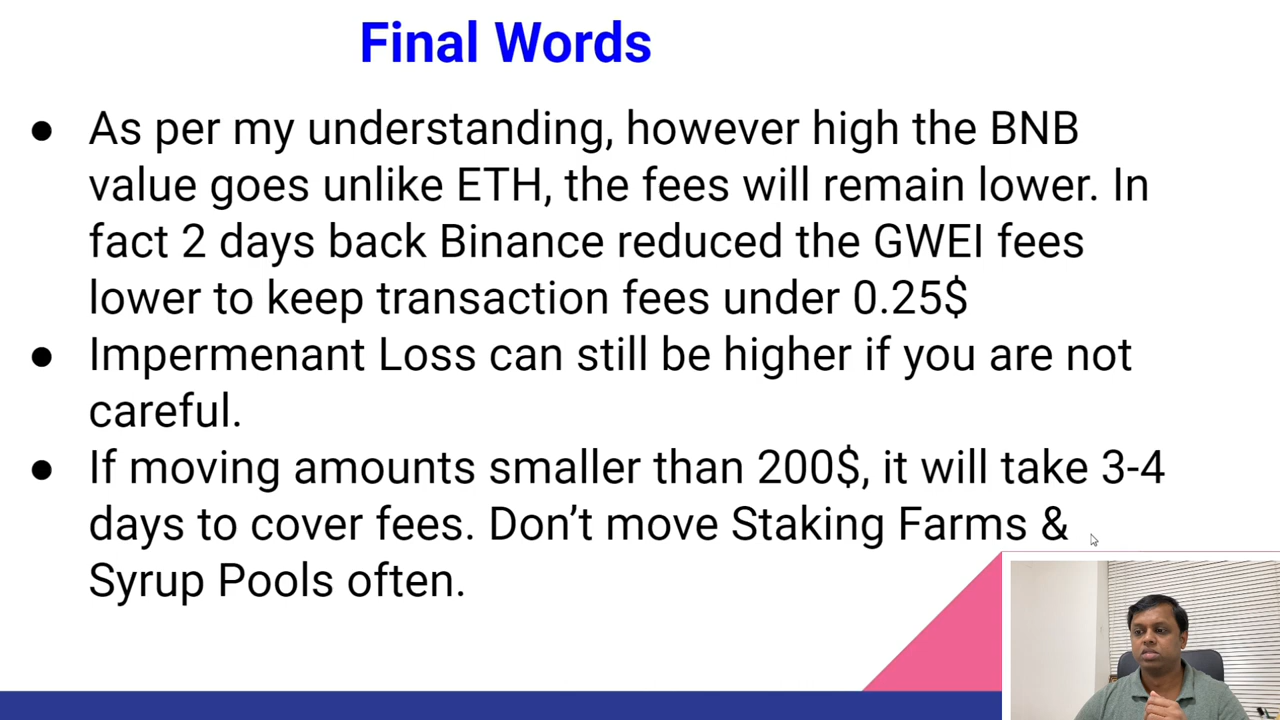 Final Words
● As per my understanding, however high the BNB
value goes unlike ETH, the fees will remain lower. In
fact 2 days back Binance reduced the GWEI fees
lower to keep transaction fees under 0.25$
● Impermenant Loss can still be higher if you are not
careful.
● If moving amounts smaller than 200$, it will take 3-4
days to cover fees. Don’t move Staking Farms &
Syrup Pools often.